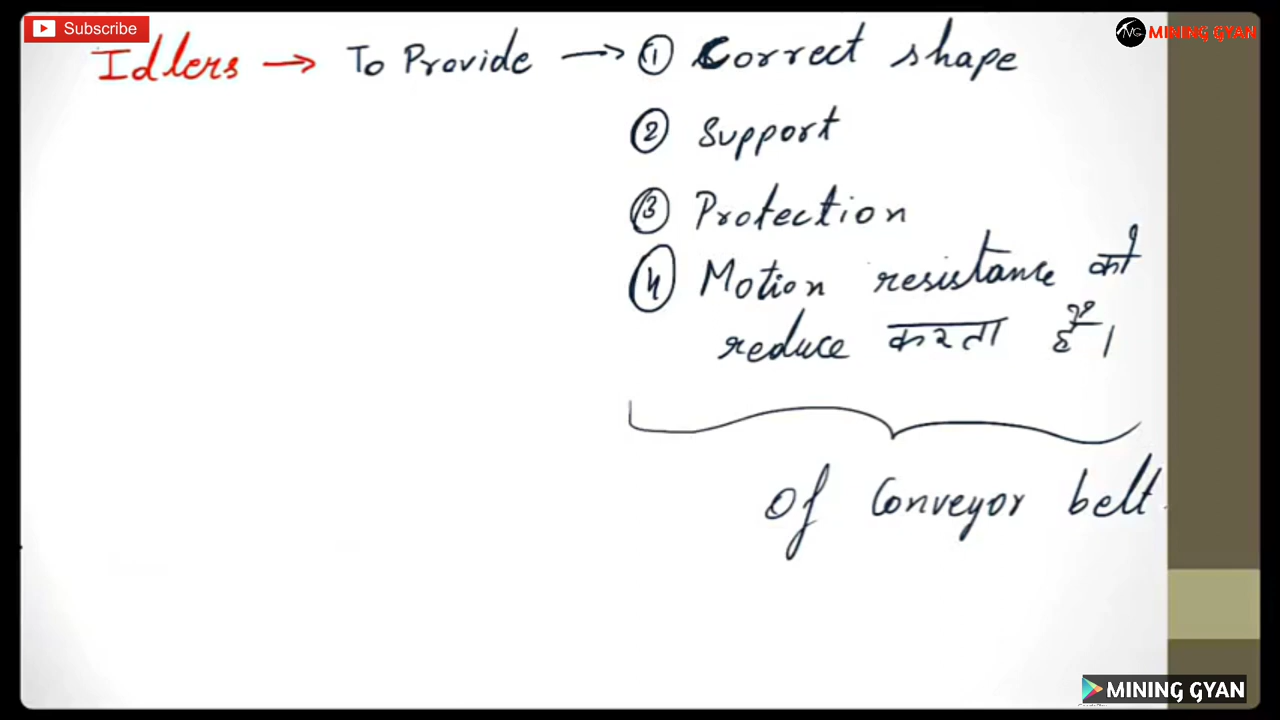 Subscribe
MINING GYAN
Idlers → To Provide → ① Correct shape
② Support
③ Protection
④ Motion resistance को
reduce करता है।
Of Conveyor belt.
MINING GYAN